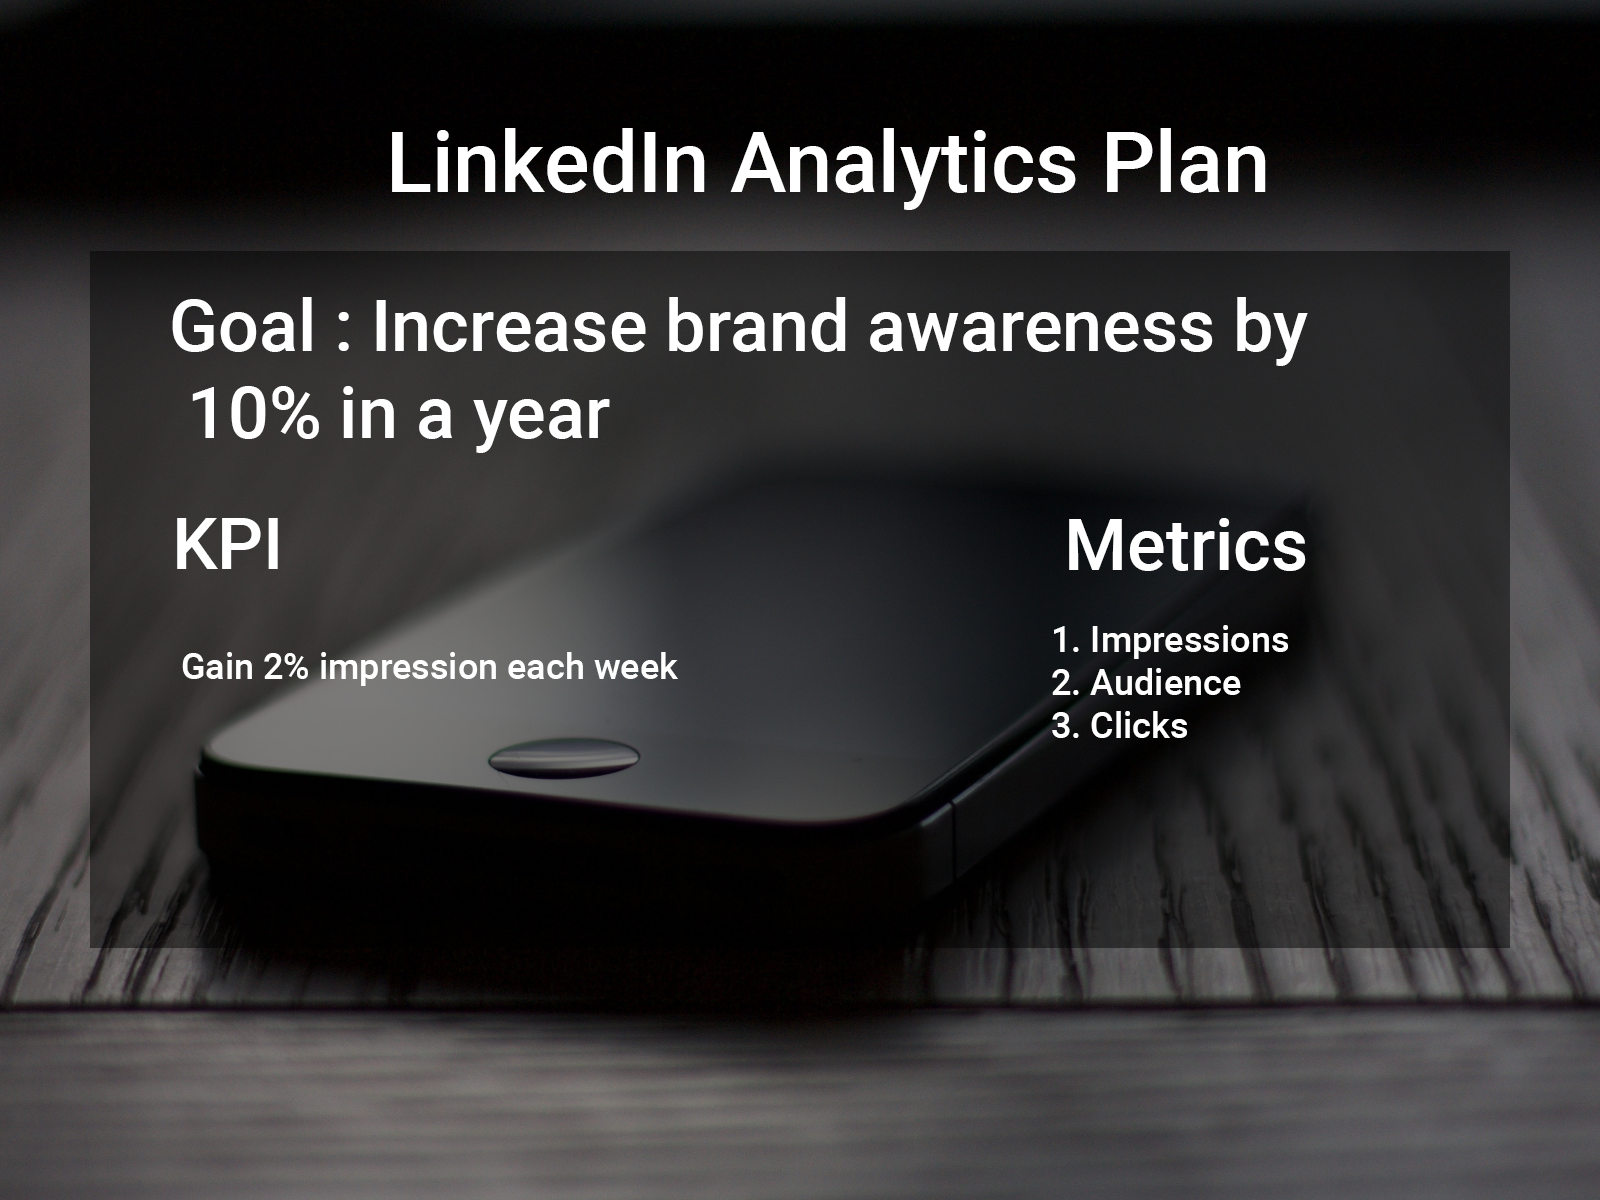 LinkedIn Analytics Plan
Goal : Increase brand awareness by
10% in a year
KPI
Metrics
Gain 2% impression each week
1. Impressions
2. Audience
3. Clicks